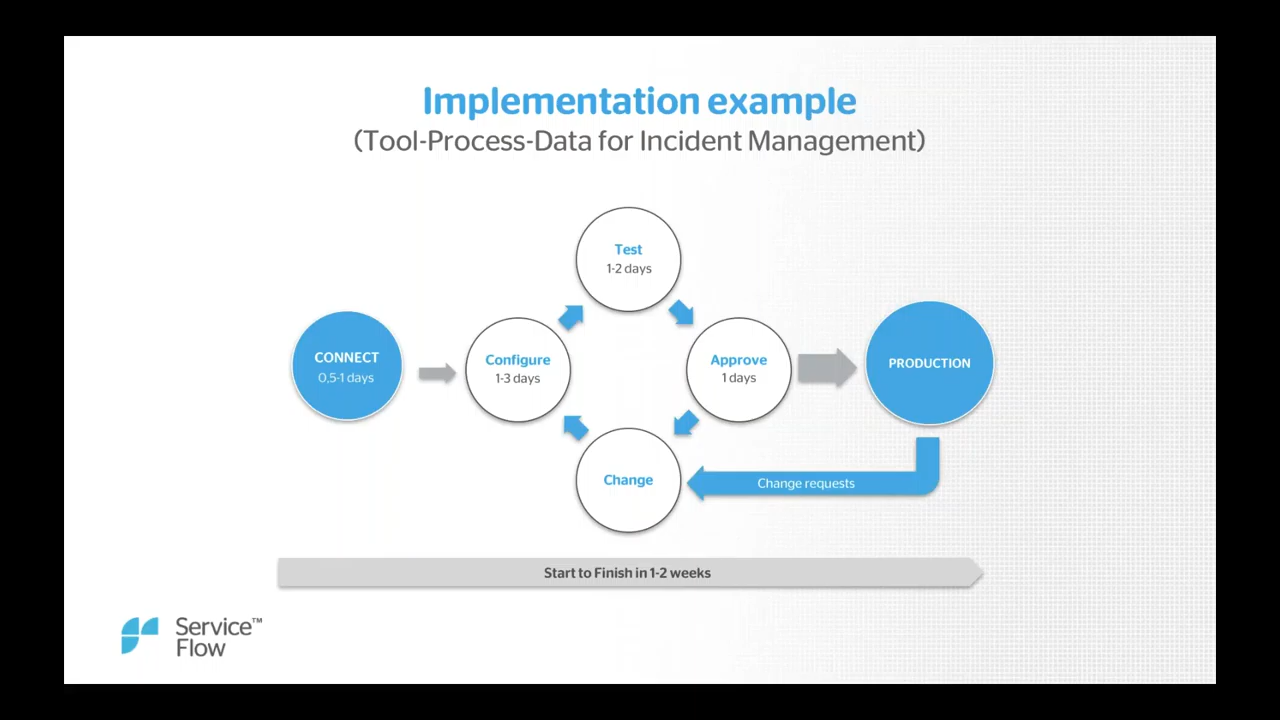 Implementation example
(Tool-Process-Data for Incident Management)
Test
1-2 days
CONNECT
0,5-1 days
Configure
1-3 days
Approve
1 days
PRODUCTION
Change
Change requests
Start to Finish in 1-2 weeks
Service™
Flow